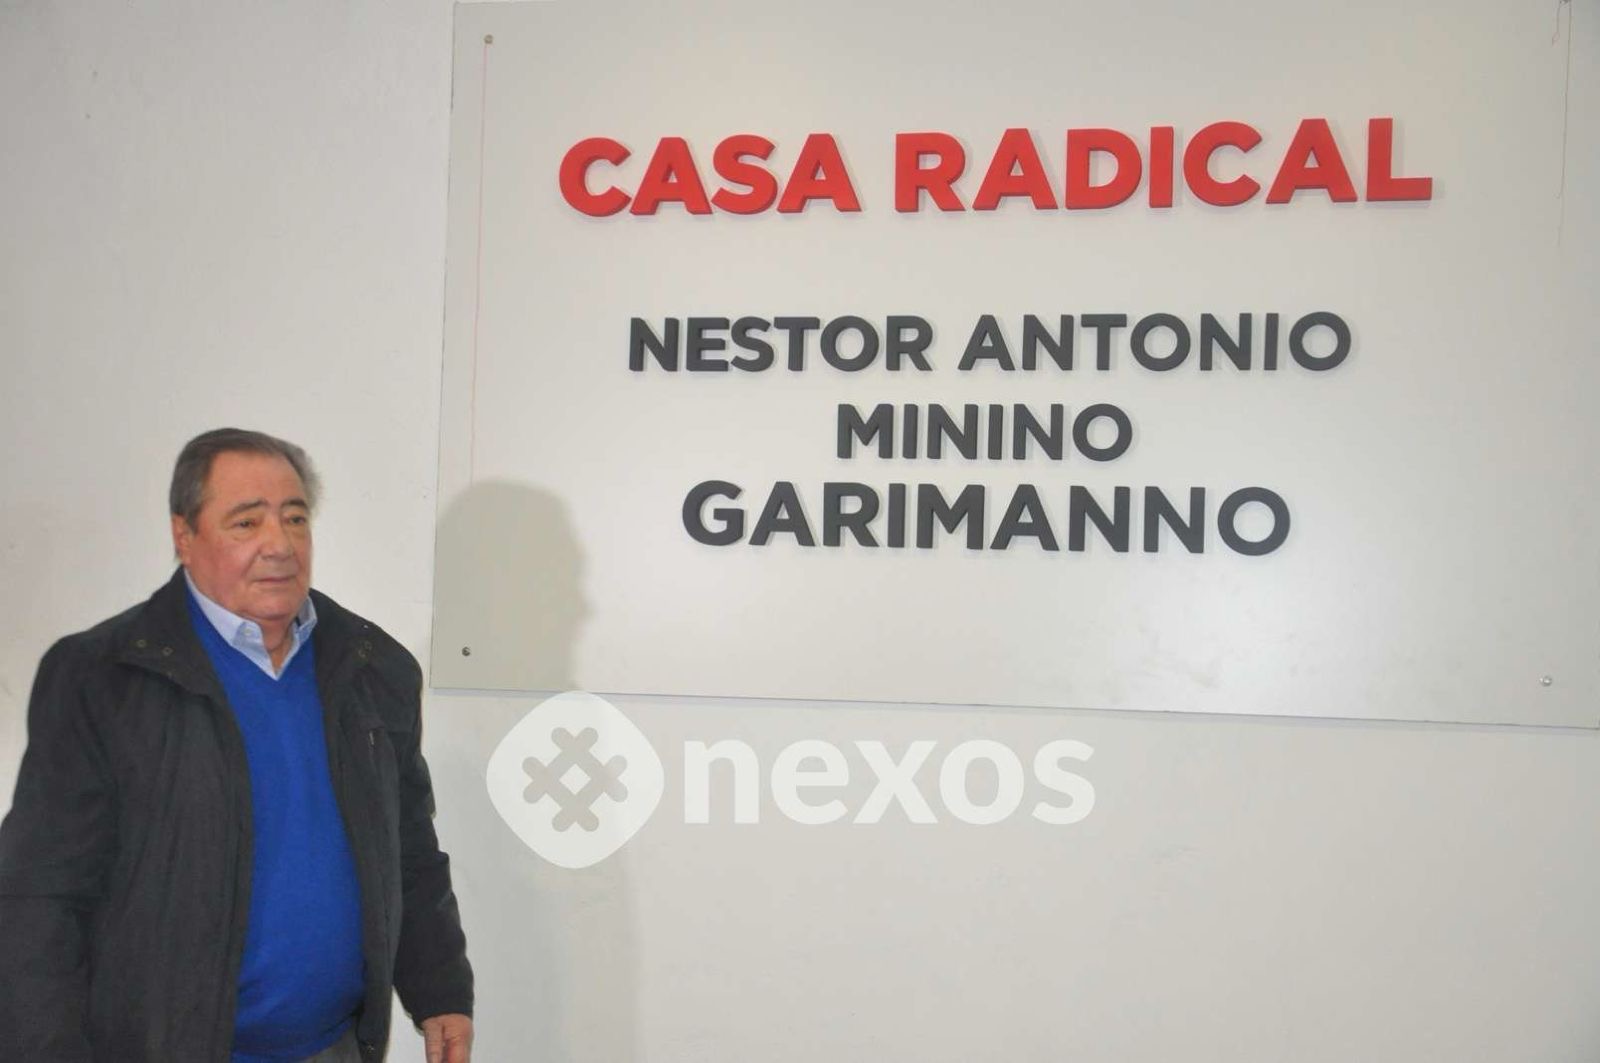 CASA RADICAL
NESTOR ANTONIO
MININO
GARIMANNO
nexos